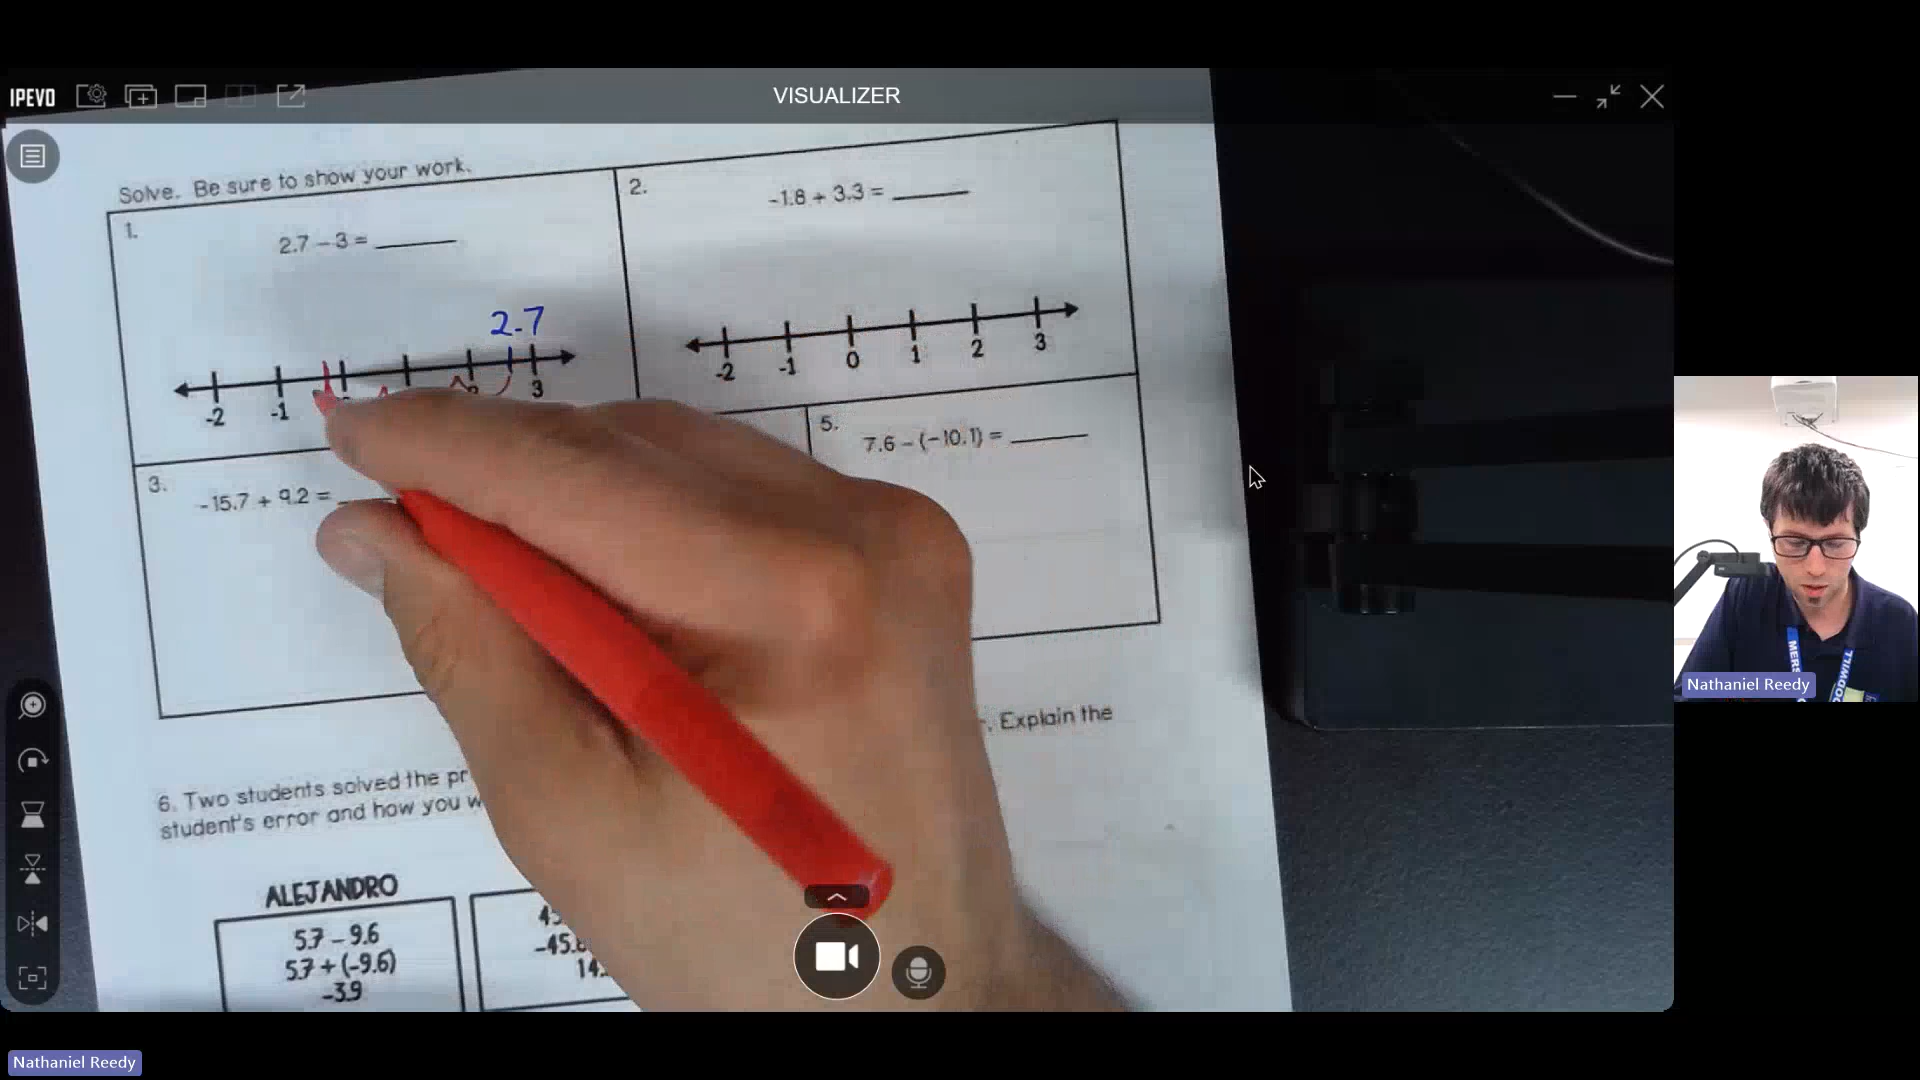 IPEVO
VISUALIZER
Solve. Be sure to show your work.
1.
2.7 – 3 = ______
2.7
-2 -1 3
2.
-1.8 + 3.3 = ______
-2 -1 0 1 2 3
3.
-15.7 + 9.2 =
5.
7.6 – (-10.1) = ______
6. Two students solved the
Explain the
student's error and how you
ALEJANDRO
5.7 – 9.6
5.7 + (-9.6)
-3.9
Nathaniel Reedy
Nathaniel Reedy